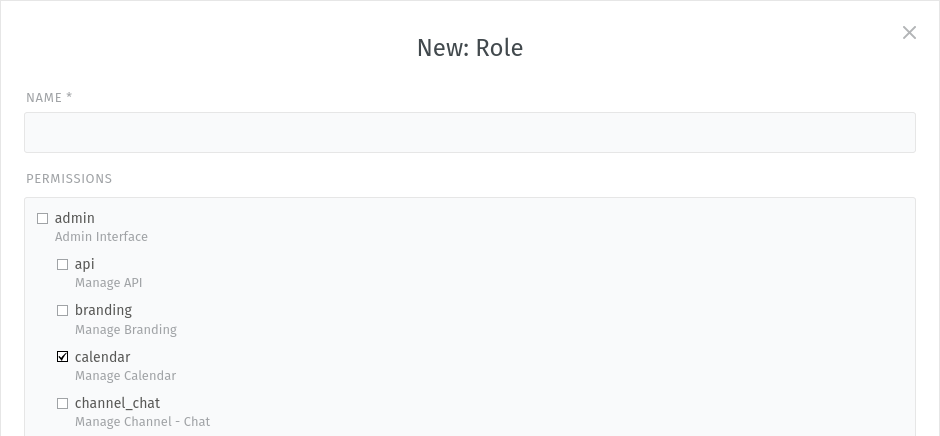 New: Role
NAME *
PERMISSIONS
admin
Admin Interface
api
Manage API
branding
Manage Branding
calendar
Manage Calendar
channel_chat
Manage Channel - Chat